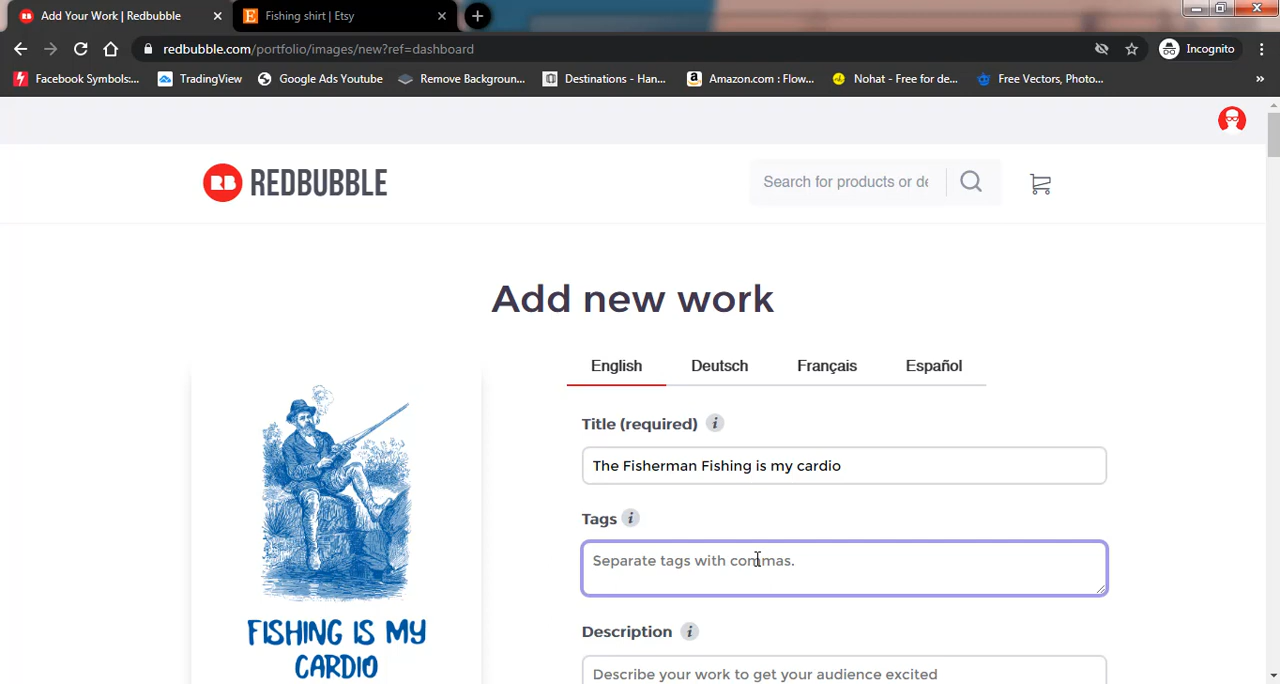 Add Your Work | Redbubble
Fishing shirt | Etsy
redbubble.com/portfolio/images/new?ref=dashboard
Incognito
Facebook Symbols:...
TradingView
Google Ads Youtube
Remove Backgroun...
Destinations - Han...
Amazon.com : Flow...
Nohat - Free for de...
Free Vectors, Photo...
»
RB REDBUBBLE
Search for products or de
Add new work
English Deutsch Français Español
Title (required) i
The Fisherman Fishing is my cardio
Tags i
Separate tags with commas.
Description i
Describe your work to get your audience excited
FISHING IS MY
CARDIO